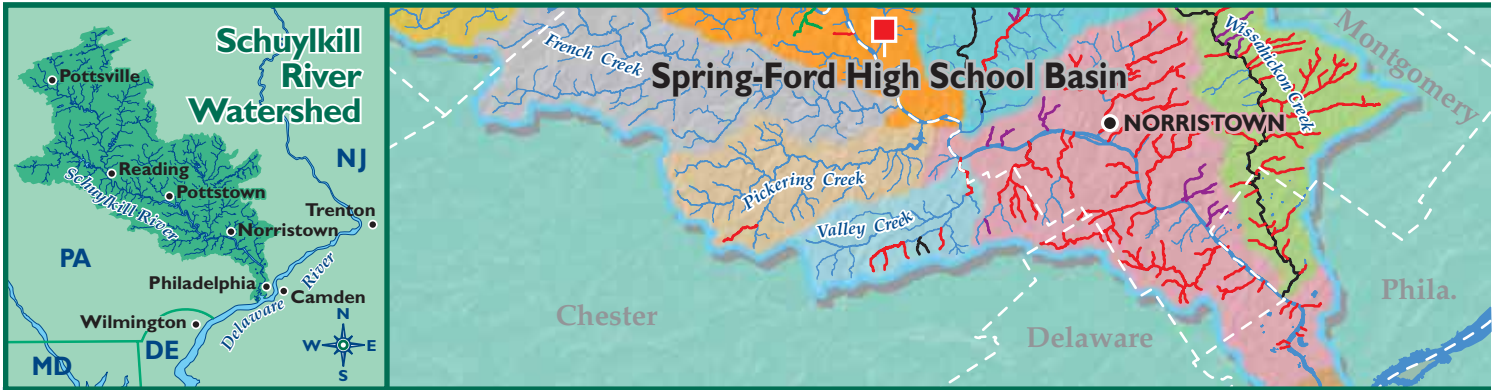 Schuylkill
River
Watershed
Pottsville
NJ
Reading
Pottstown
Schuylkill River
Trenton
Norristown
PA
Philadelphia
Camden
Delaware River
Wilmington
N
W E
S
MD
DE
French Creek
Spring-Ford High School Basin
Wissahickon Creek
Montgomery
NORRISTOWN
Pickering Creek
Valley Creek
Chester
Delaware
Phila.